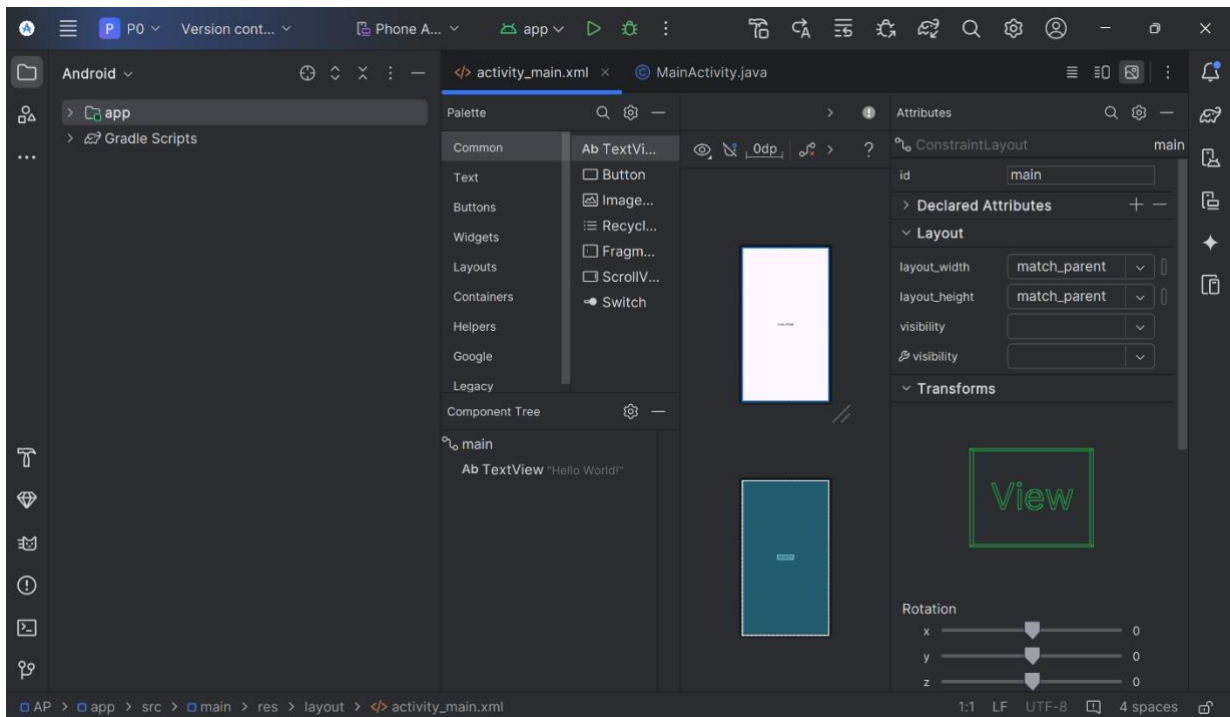 P P0 Version cont... Phone A... app
Android
activity_main.xml
MainActivity.java
app
Gradle Scripts
Palette
Common
Text
Buttons
Widgets
Layouts
Containers
Helpers
Google
Legacy
Ab TextVi...
Button
Image...
Recycl...
Fragm...
ScrollV...
Switch
Component Tree
main
Ab TextView "Hello World!"
0dp
?
Attributes
ConstraintLayout main
id main
Declared Attributes
Layout
layout_width match_parent
layout_height match_parent
visibility
visibility
Transforms
View
Rotation
x 0
y 0
z 0
AP > app > src > main > res > layout > activity_main.xml
1:1 LF UTF-8 4 spaces